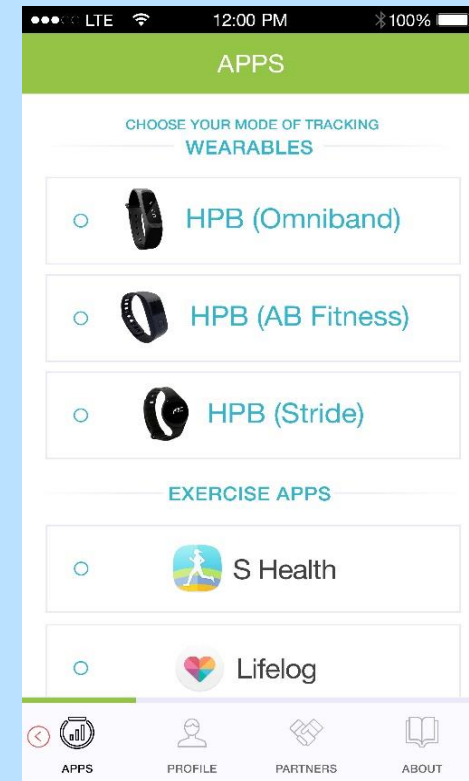 LTE 12:00 PM 100%
APPS
CHOOSE YOUR MODE OF TRACKING
WEARABLES
HPB (Omniband)
HPB (AB Fitness)
HPB (Stride)
EXERCISE APPS
S Health
Lifelog
APPS PROFILE PARTNERS ABOUT